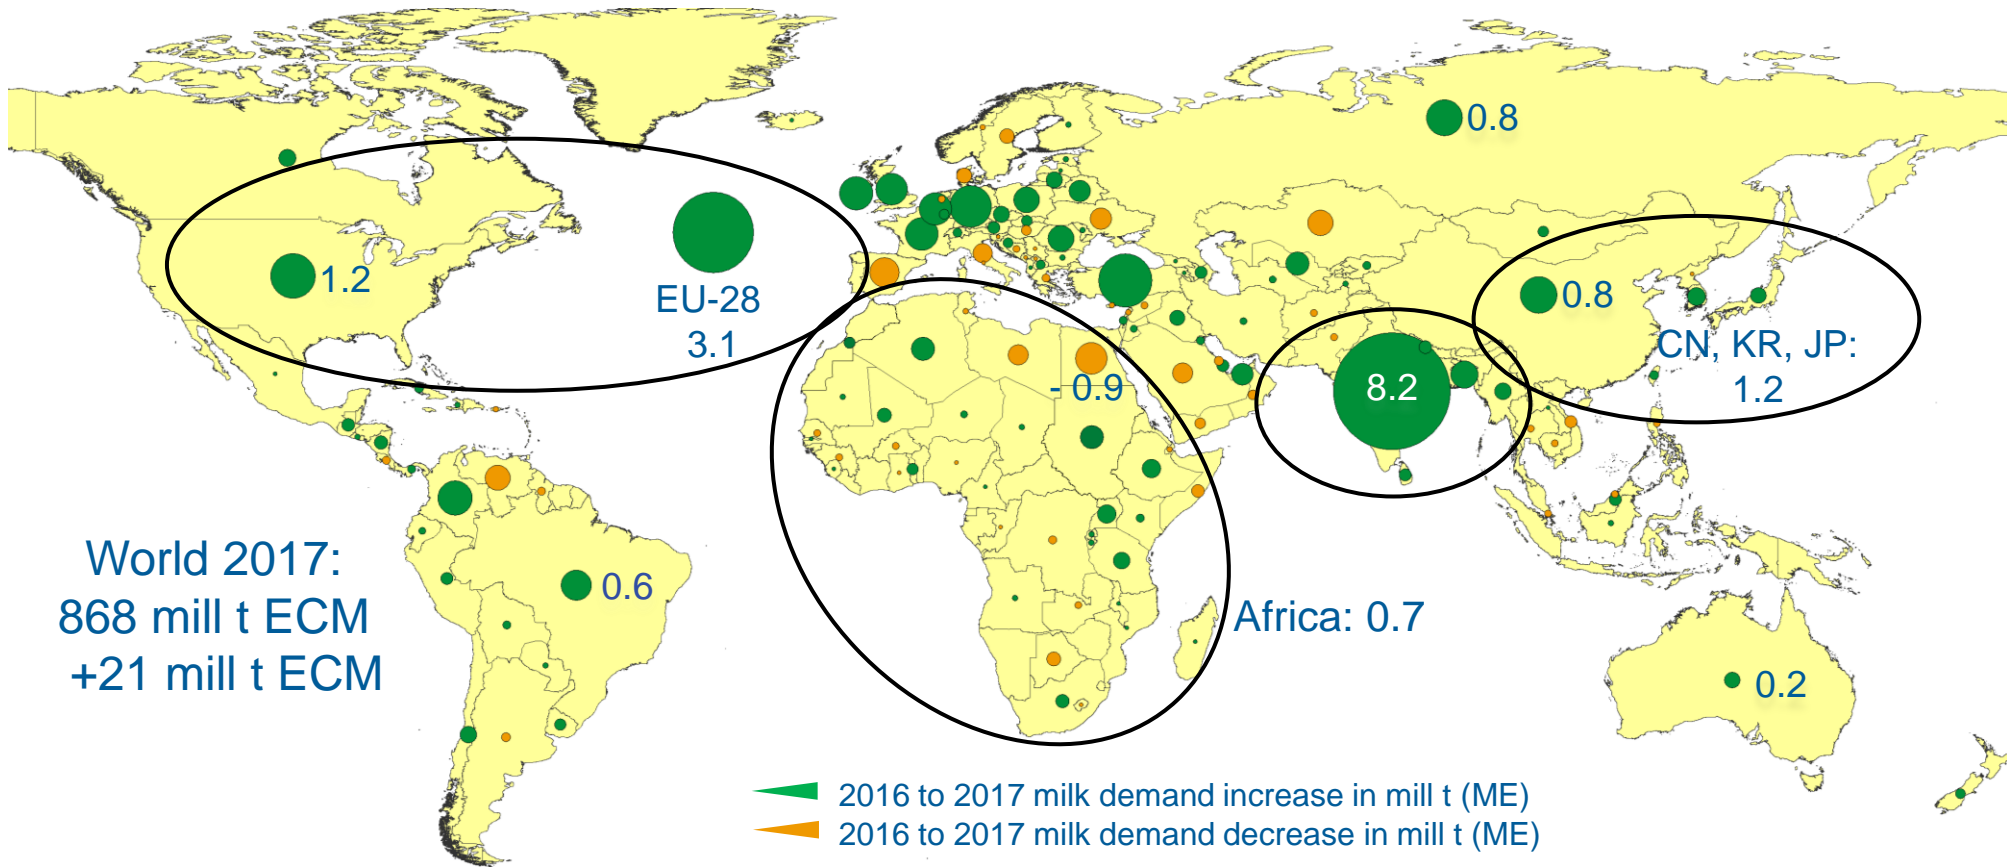 0.8
1.2
EU-28
3.1
0.8
CN, KR, JP:
1.2
- 0.9
8.2
World 2017:
868 mill t ECM
+21 mill t ECM
0.6
Africa: 0.7
0.2
2016 to 2017 milk demand increase in mill t (ME)
2016 to 2017 milk demand decrease in mill t (ME)